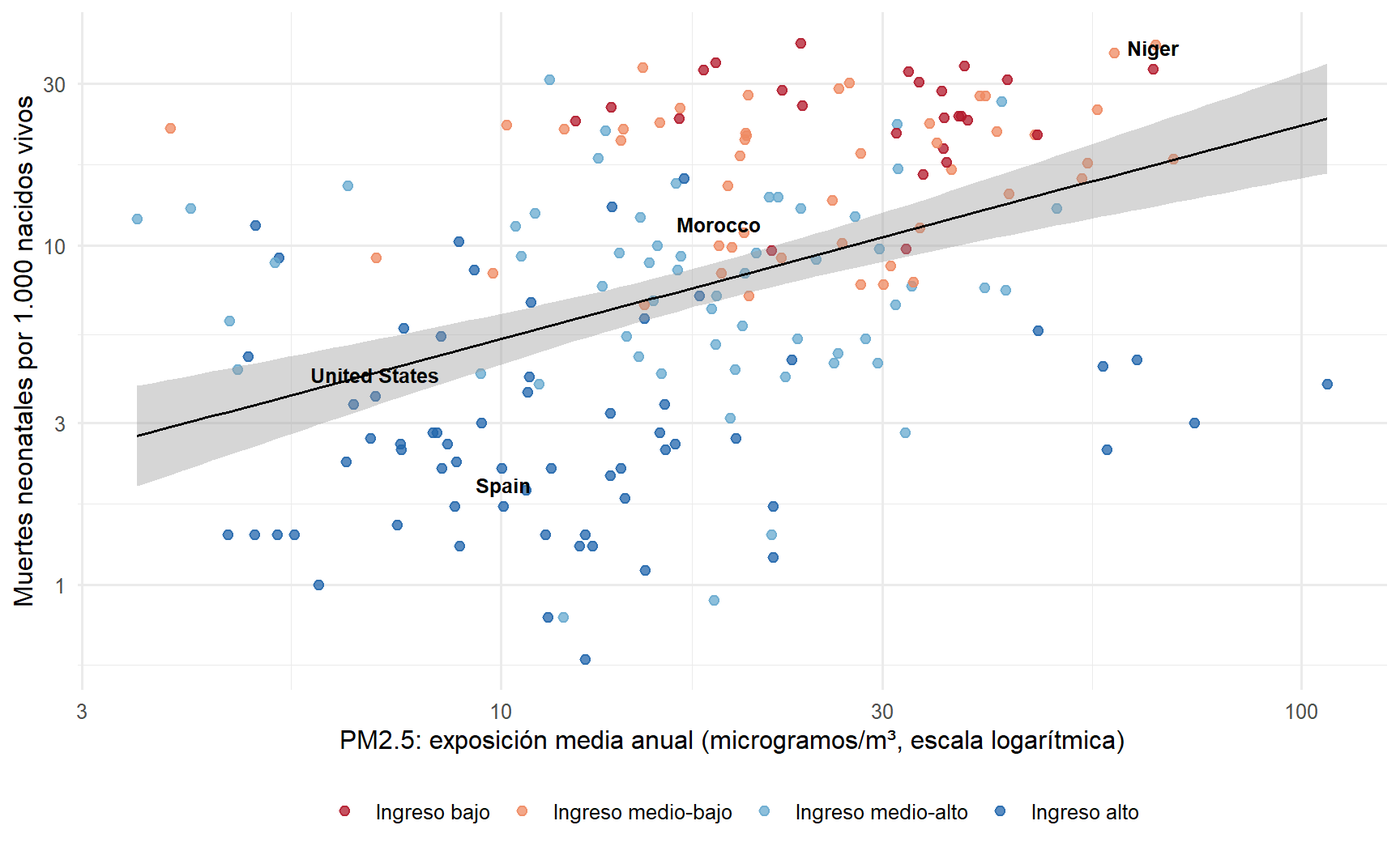 Muertes neonatales por 1.000 nacidos vivos
30
10
3
1
Niger
Morocco
United States
Spain
3
10
30
100
PM2.5: exposición media anual (microgramos/m³, escala logarítmica)
Ingreso bajo
Ingreso medio-bajo
Ingreso medio-alto
Ingreso alto